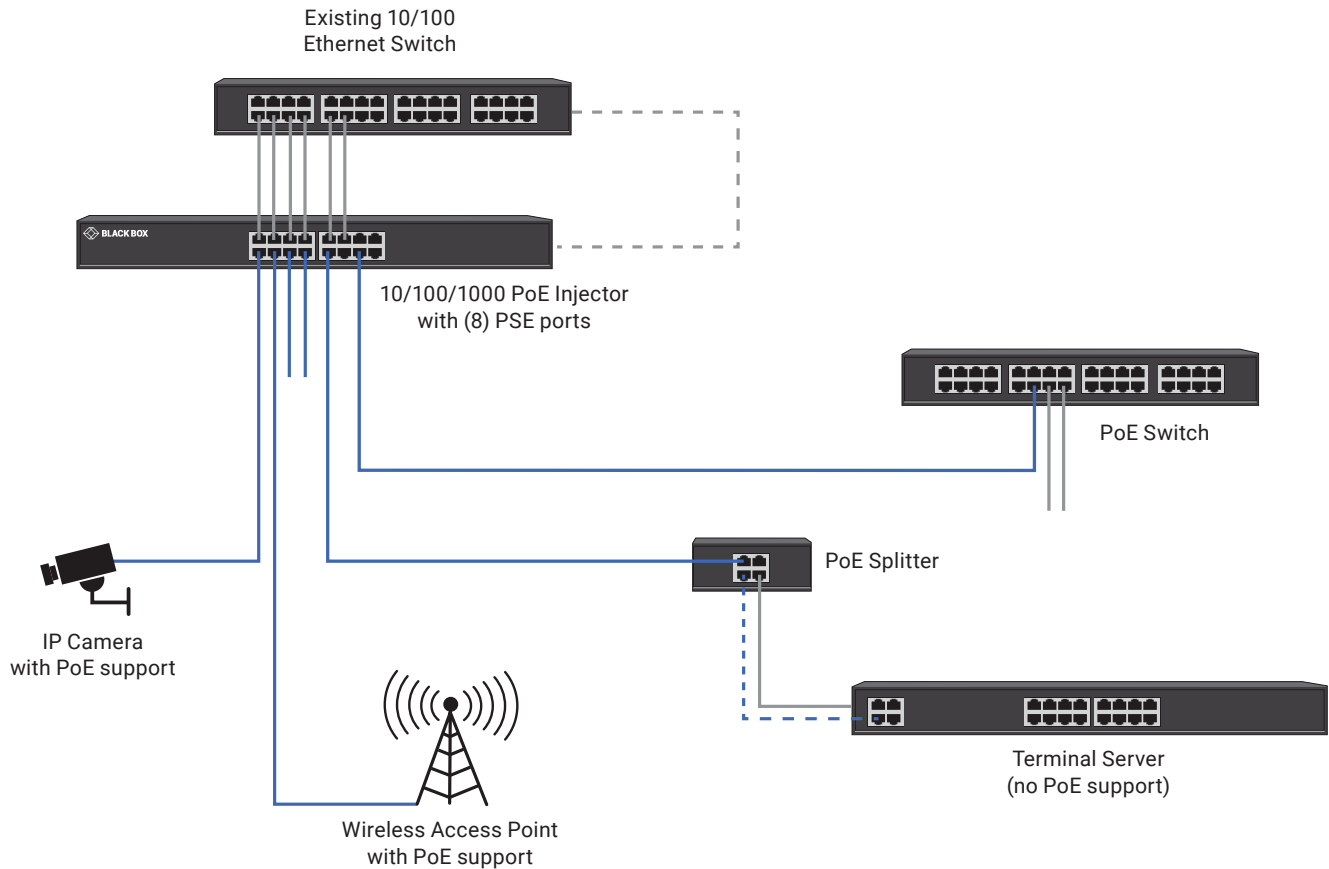 Existing 10/100
Ethernet Switch
BLACK BOX
10/100/1000 PoE Injector
with (8) PSE ports
PoE Switch
PoE Splitter
IP Camera
with PoE support
Terminal Server
(no PoE support)
Wireless Access Point
with PoE support